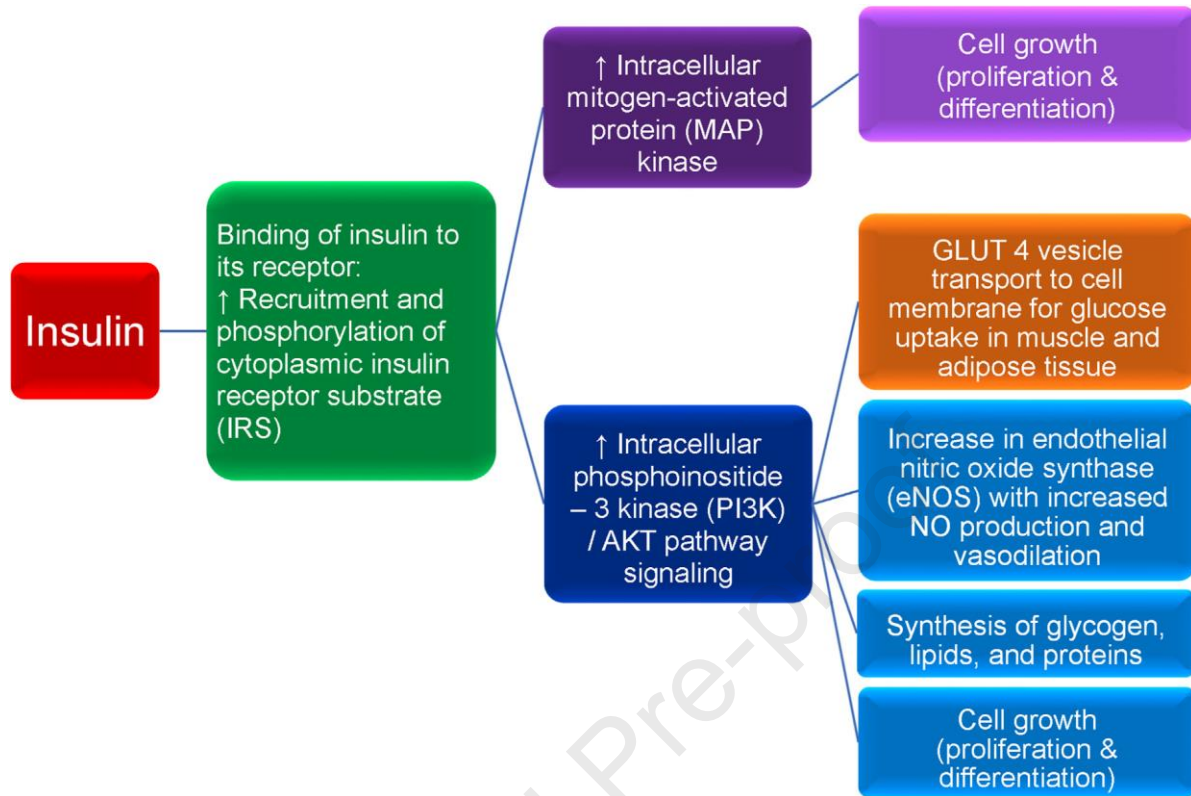 Insulin
Binding of insulin to
its receptor:
↑ Recruitment and
phosphorylation of
cytoplasmic insulin
receptor substrate
(IRS)
↑ Intracellular
mitogen-activated
protein (MAP)
kinase
Cell growth
(proliferation &
differentiation)
↑ Intracellular
phosphoinositide
– 3 kinase (PI3K)
/ AKT pathway
signaling
GLUT 4 vesicle
transport to cell
membrane for glucose
uptake in muscle and
adipose tissue
Increase in endothelial
nitric oxide synthase
(eNOS) with increased
NO production and
vasodilation
Synthesis of glycogen,
lipids, and proteins
Cell growth
(proliferation &
differentiation)
Pre-proof